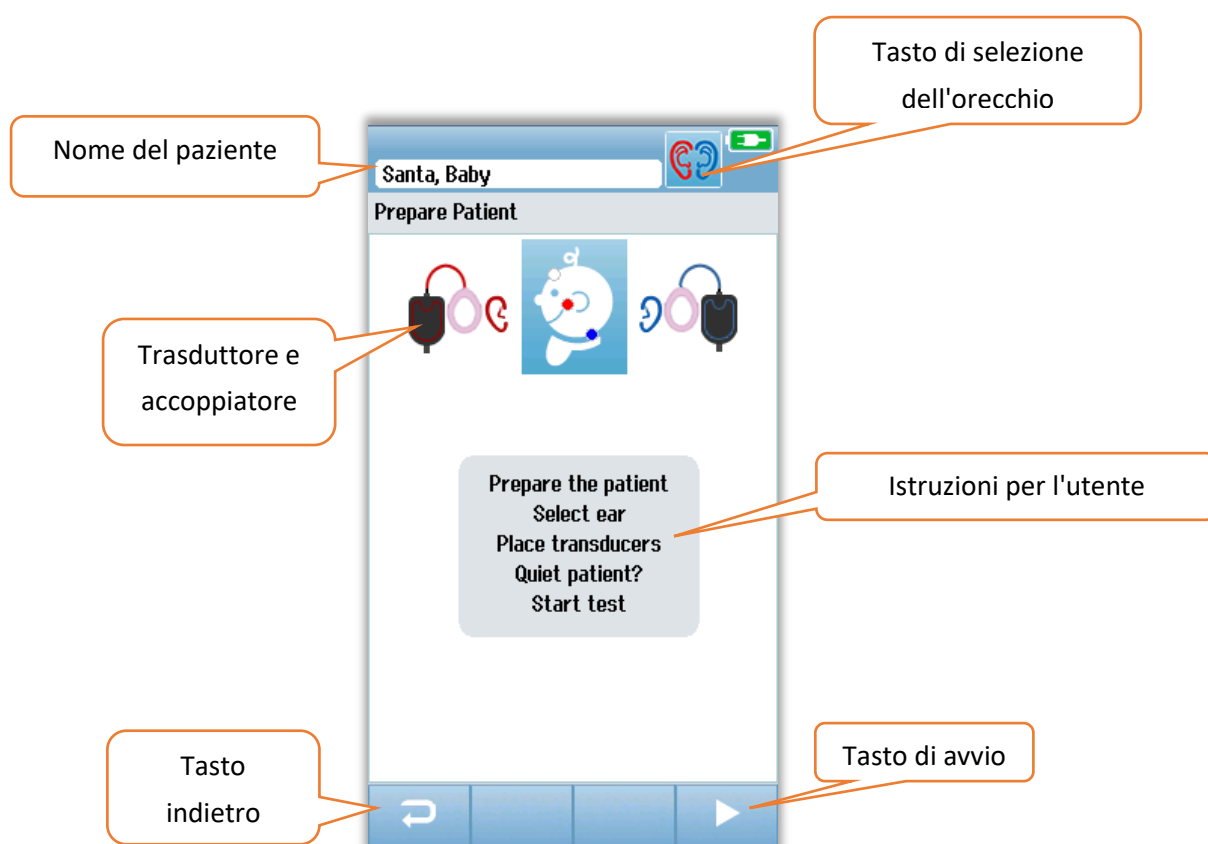 Tasto di selezione
dell'orecchio
Nome del paziente
Santa, Baby
Prepare Patient
Trasduttore e
accoppiatore
Prepare the patient
Select ear
Place transducers
Quiet patient?
Start test
Istruzioni per l'utente
Tasto
indietro
Tasto di avvio